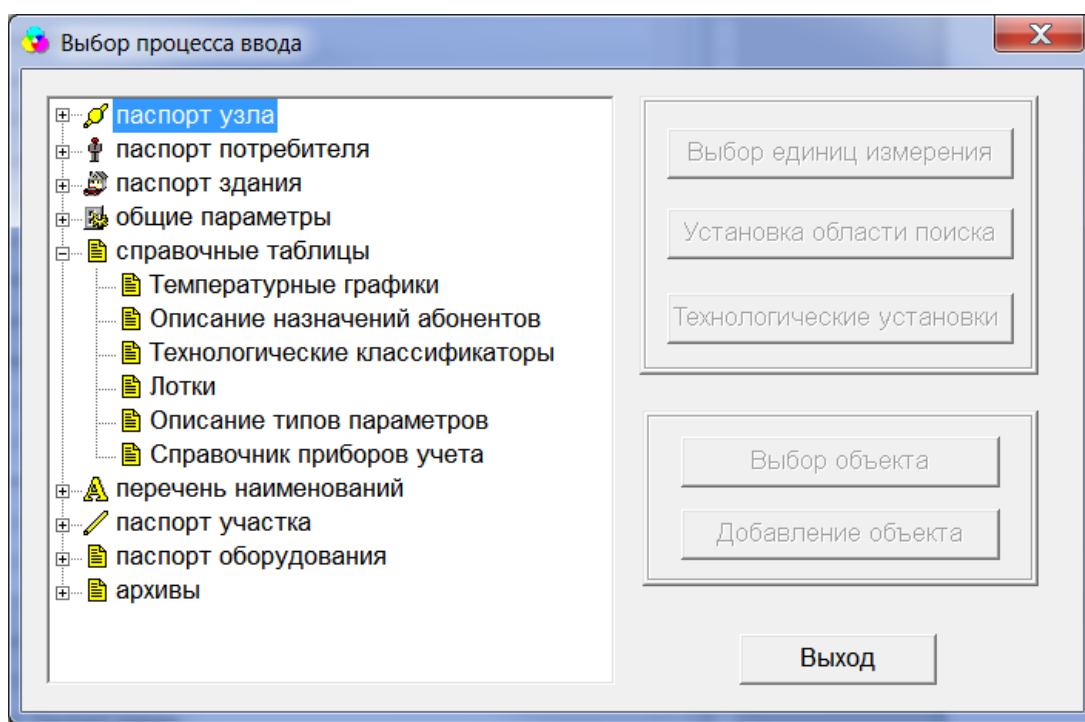 Выбор процесса ввода
паспорт узла
паспорт потребителя
паспорт здания
общие параметры
справочные таблицы
Температурные графики
Описание назначений абонентов
Технологические классификаторы
Лотки
Описание типов параметров
Справочник приборов учета
перечень наименований
паспорт участка
паспорт оборудования
архивы
Выбор единиц измерения
Установка области поиска
Технологические установки
Выбор объекта
Добавление объекта
Выход